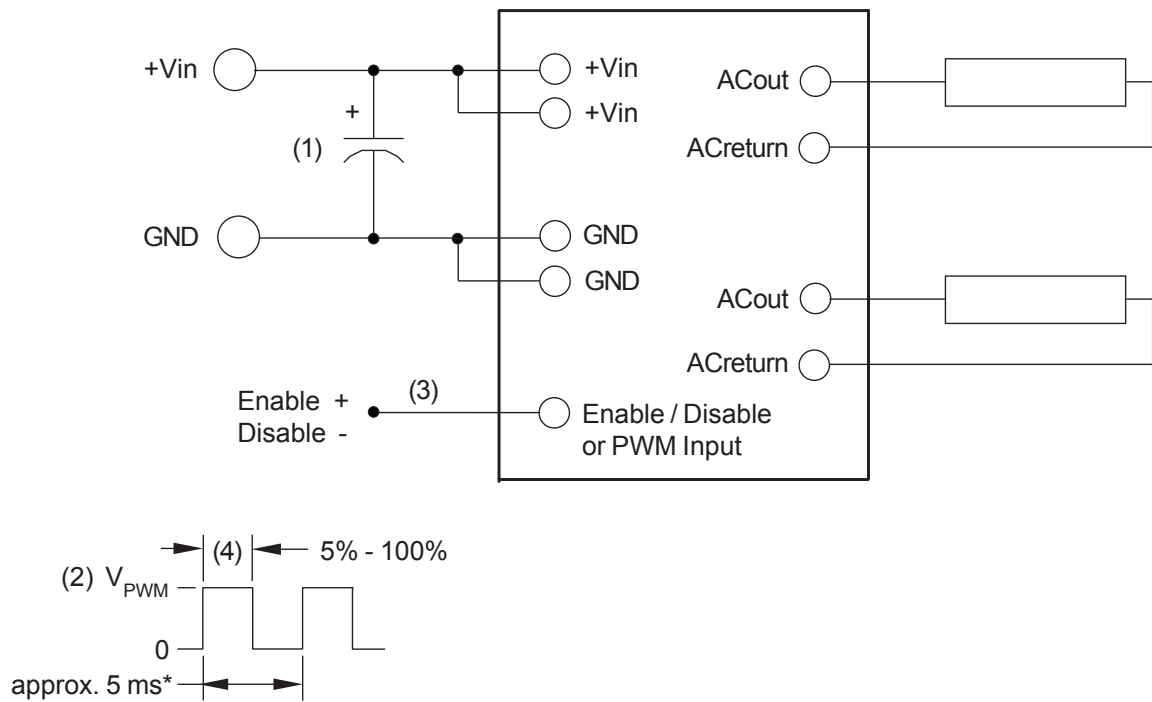 +Vin
+
(1)
GND
+Vin
+Vin
GND
GND
ACout
ACreturn
ACout
ACreturn
Enable +
Disable -
(3)
Enable / Disable
or PWM Input
(4) 5% - 100%
(2) VPWM
0
approx. 5 ms*